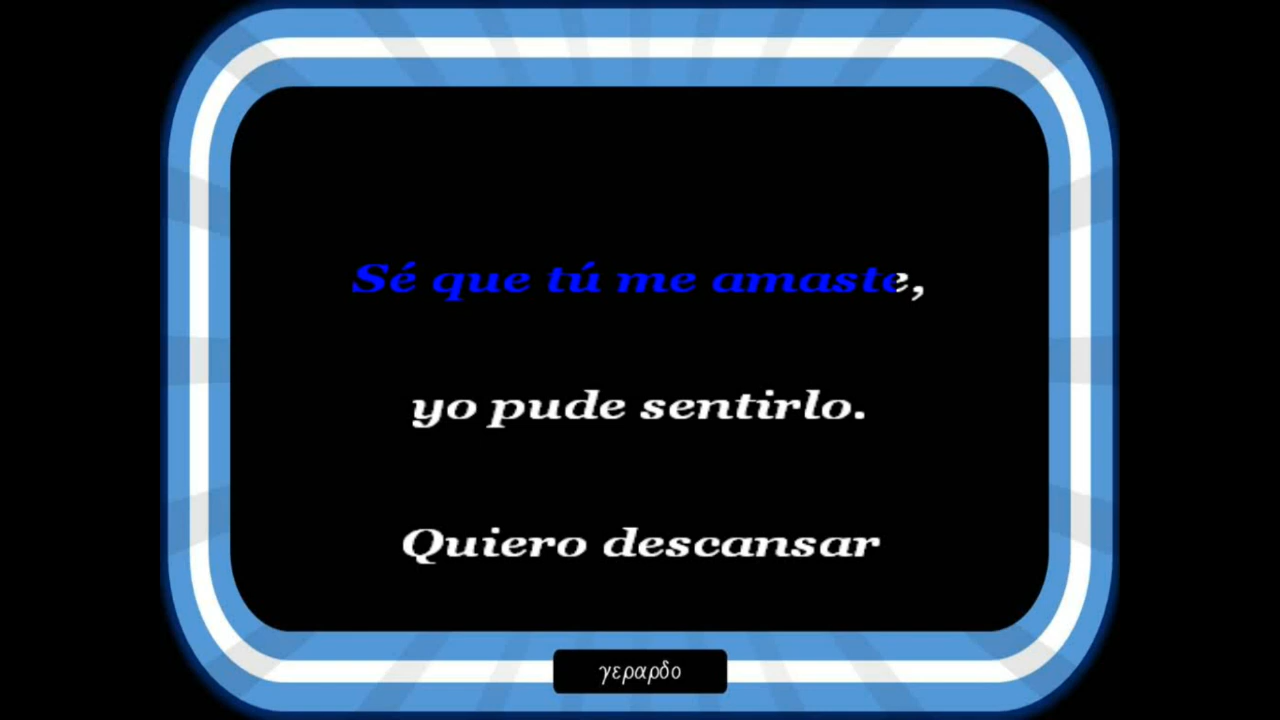 Sé que tú me amaste,
yo pude sentirlo.
Quiero descansar
γεραρδο